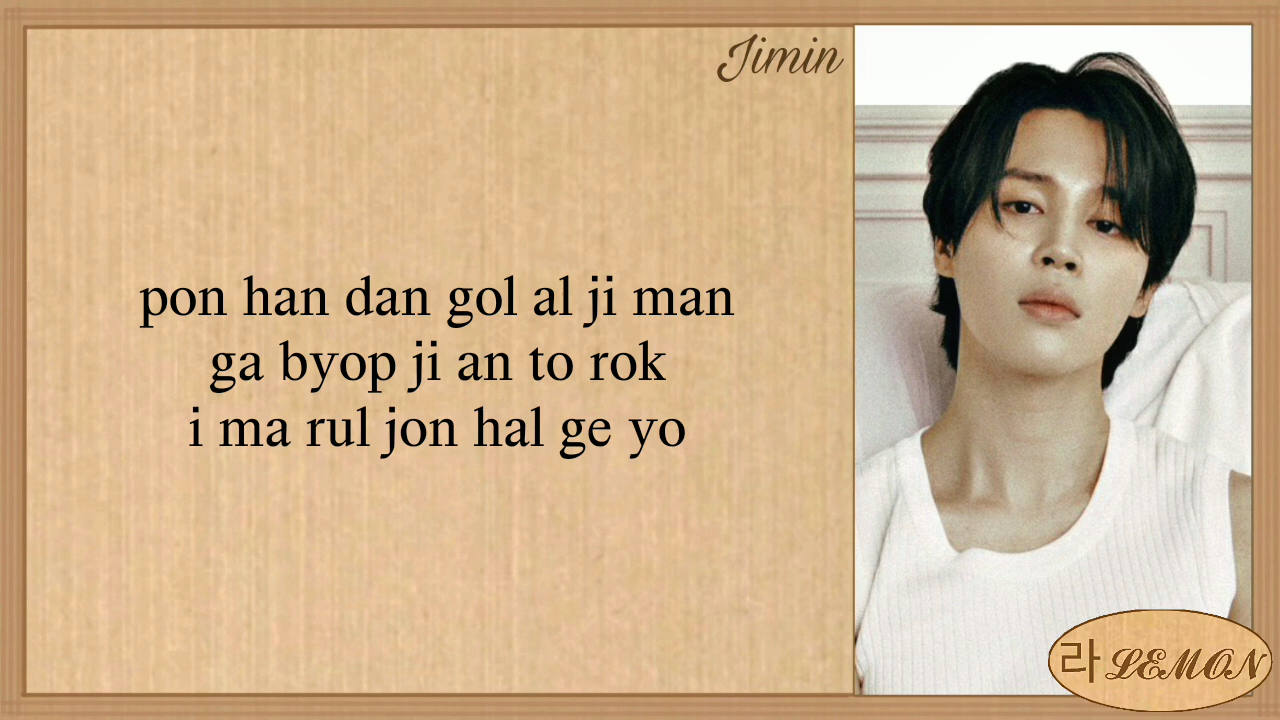 Jimin
pon han dan gol al ji man
ga byop ji an to rok
i ma rul jon hal ge yo
라 LEMON